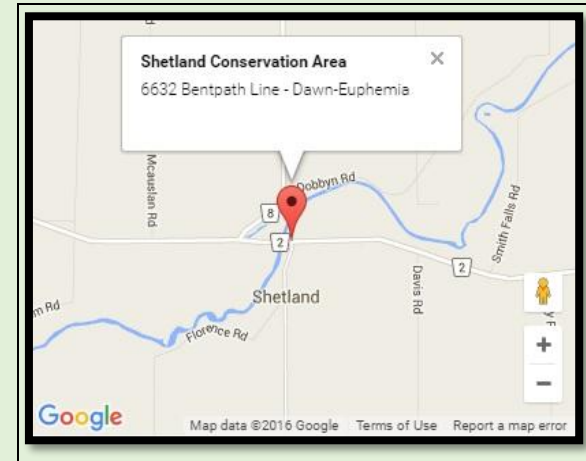 Shetland Conservation Area
6632 Bentpath Line - Dawn-Euphemia
Mcauslan Rd
Dobbyn Rd
8
2
Smith Falls Rd
2
Shetland
Davis Rd
Rd
Florence Rd
Google
Map data ©2016 Google Terms of Use Report a map error